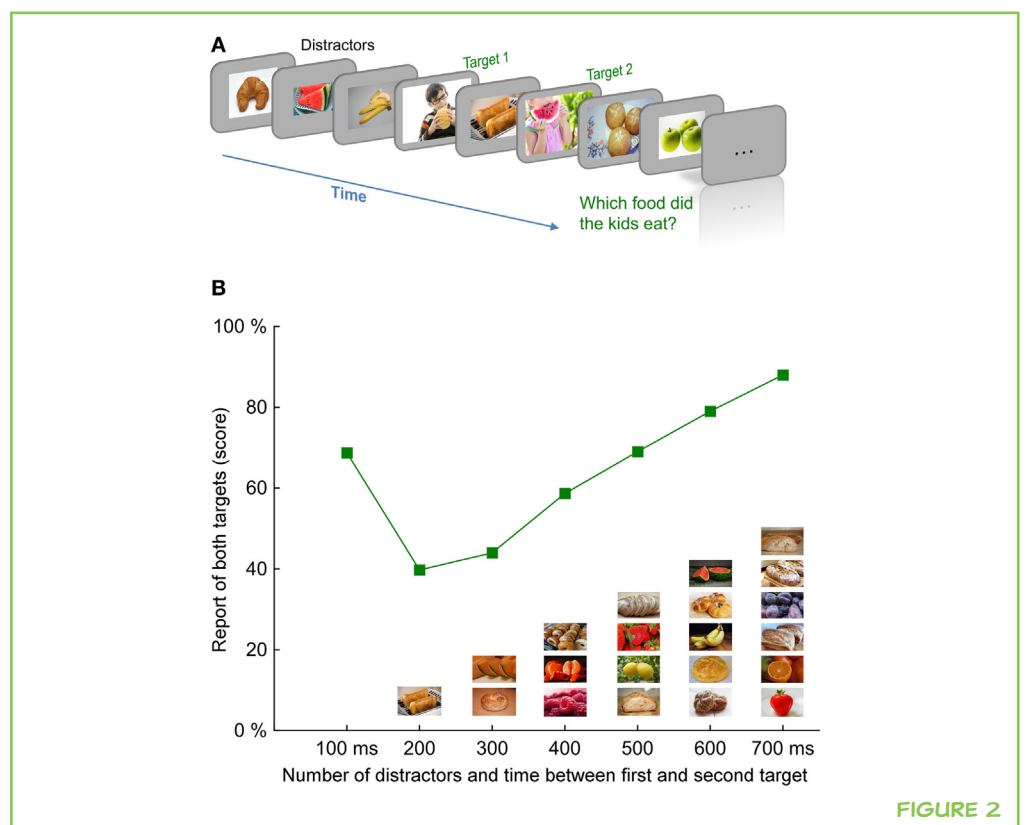 A
Distractors
Target 1
Target 2
...
Time
Which food did
the kids eat?
...
B
Report of both targets (score)
100 %
80
60
40
20
0 %
100 ms 200 300 400 500 600 700 ms
Number of distractors and time between first and second target
FIGURE 2